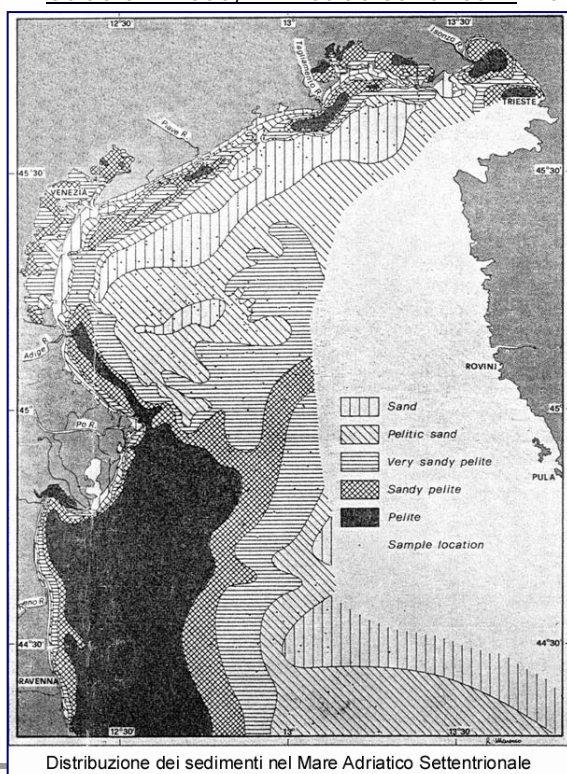 12°30'
13°
13°30'
Tagliamento R.
Isonzo R.
TRIESTE
Piave R.
45°30'
45°30'
VENEZIA
Adige R.
ROVINJ
45°
45°
Po R.
PULA
Sand
Pelitic sand
Very sandy pelite
Sandy pelite
Pelite
Sample location
44°30'
44°30'
RAVENNA
12°30'
13°
13°30'
Distribuzione dei sedimenti nel Mare Adriatico Settentrionale